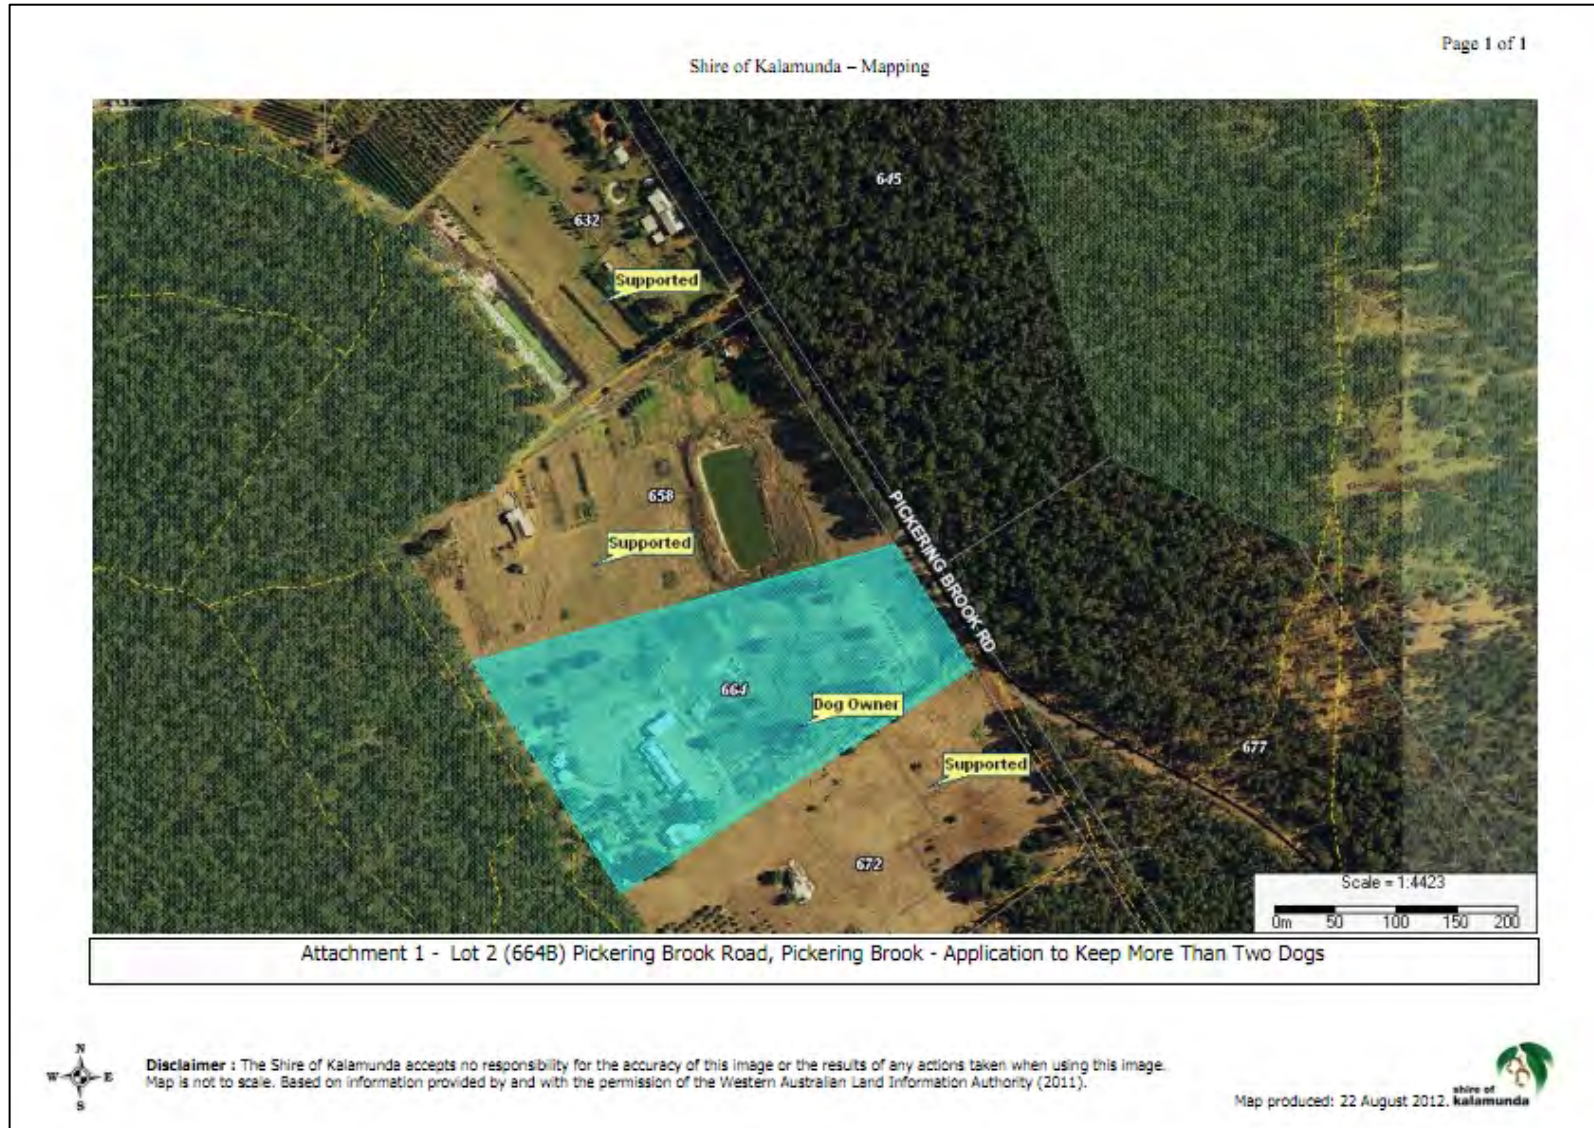 Page 1 of 1
Shire of Kalamunda – Mapping
645
632
Supported
658
Supported
PICKERING BROOK RD
664
Dog Owner
Supported
677
672
Scale = 1:4423
0m 50 100 150 200
Attachment 1 - Lot 2 (664B) Pickering Brook Road, Pickering Brook - Application to Keep More Than Two Dogs
N
W E
S
Disclaimer : The Shire of Kalamunda accepts no responsibility for the accuracy of this image or the results of any actions taken when using this image.
Map is not to scale. Based on information provided by and with the permission of the Western Australian Land Information Authority (2011).
Map produced: 22 August 2012.
shire of
kalamunda